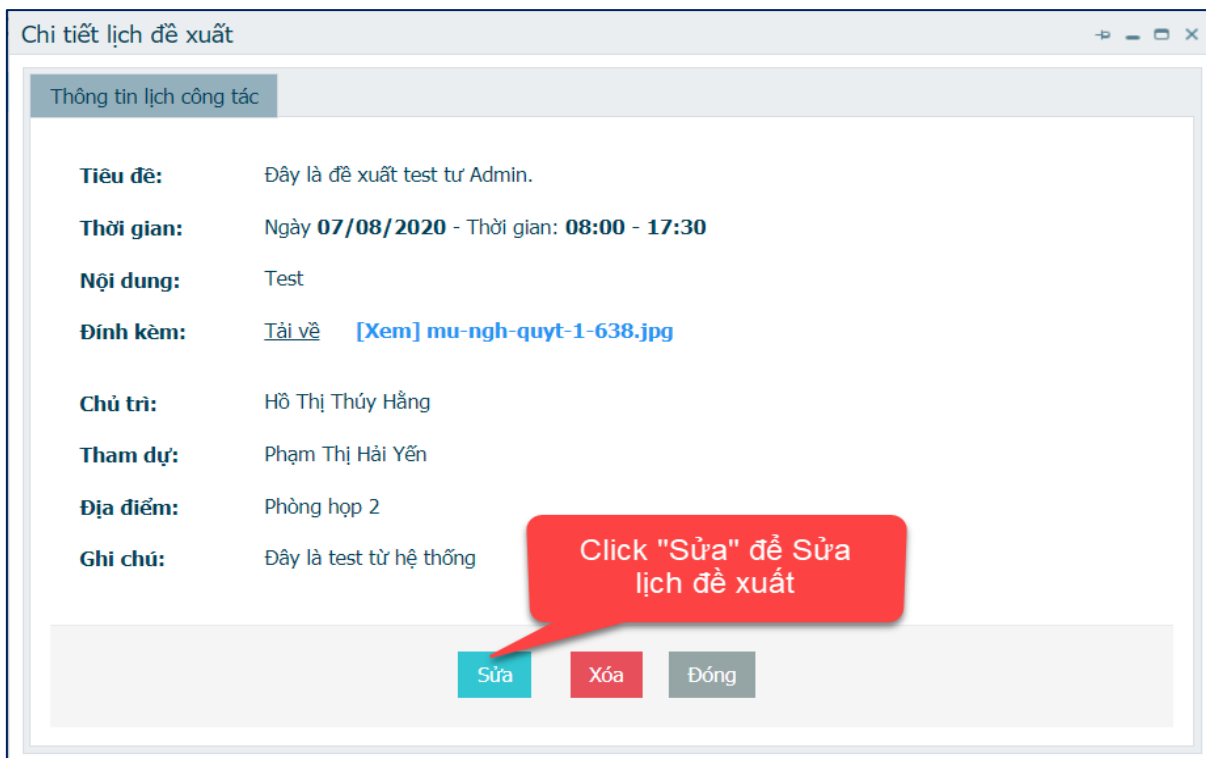 Chi tiết lịch đề xuất
Thông tin lịch công tác
Tiêu đề: Đây là đề xuất test tư Admin.
Thời gian: Ngày 07/08/2020 - Thời gian: 08:00 - 17:30
Nội dung: Test
Đính kèm: Tải về [Xem] mu-ngh-quyt-1-638.jpg
Chủ trì: Hồ Thị Thúy Hằng
Tham dự: Phạm Thị Hải Yến
Địa điểm: Phòng họp 2
Ghi chú: Đây là test từ hệ thống
Click "Sửa" để Sửa
lịch đề xuất
Sửa Xóa Đóng